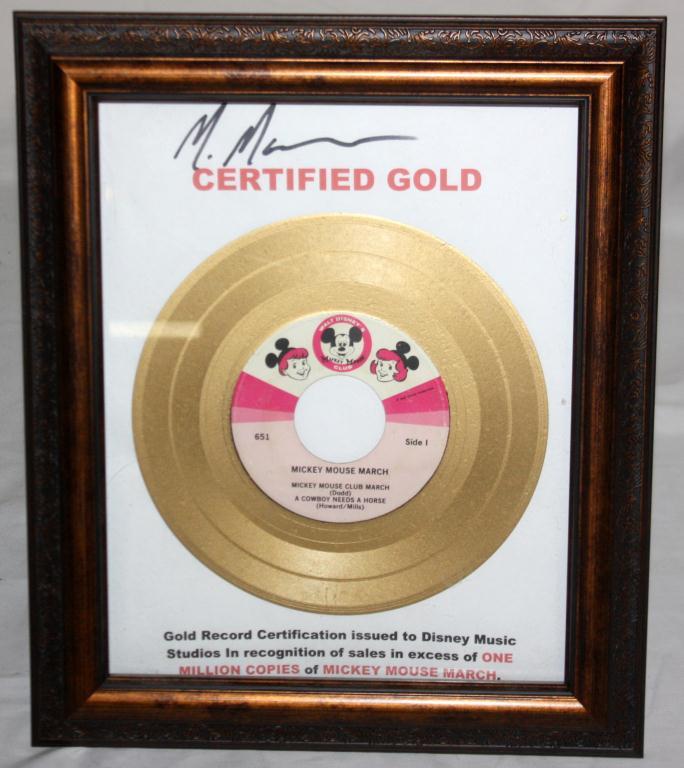 M. M
CERTIFIED GOLD
WALT DISNEY'S
MICKEY MOUSE
CLUB
651 Side I
MICKEY MOUSE MARCH
MICKEY MOUSE CLUB MARCH
(Dodd)
A COWBOY NEEDS A HORSE
(Howard/Mills)
Gold Record Certification issued to Disney Music
Studios In recognition of sales in excess of ONE
MILLION COPIES of MICKEY MOUSE MARCH.